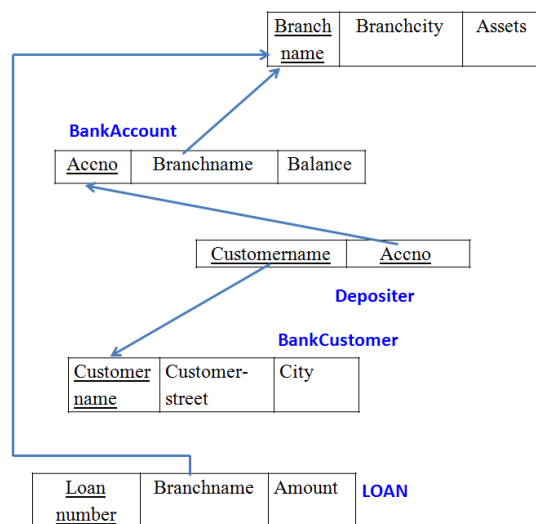 Branch Branchcity Assets
name
BankAccount
Accno Branchname Balance
Customername Accno
Depositer
BankCustomer
Customer Customer- City
name street
Loan Branchname Amount LOAN
number